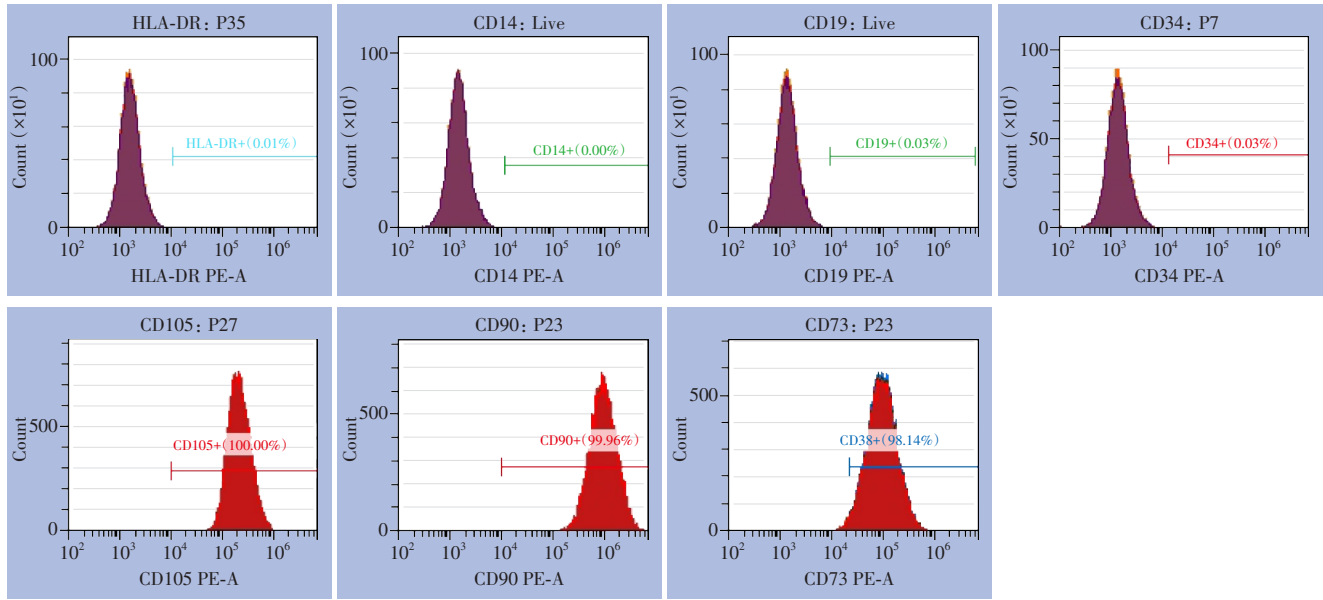 HLA-DR: P35
Count (×10¹)
100
0
HLA-DR+(0.01%)
10² 10³ 10⁴ 10⁵ 10⁶
HLA-DR PE-A
CD14: Live
Count (×10¹)
100
0
CD14+(0.00%)
10² 10³ 10⁴ 10⁵ 10⁶
CD14 PE-A
CD19: Live
Count (×10¹)
100
0
CD19+(0.03%)
10² 10³ 10⁴ 10⁵ 10⁶
CD19 PE-A
CD34: P7
Count (×10¹)
100
50
0
CD34+(0.03%)
10² 10³ 10⁴ 10⁵ 10⁶
CD34 PE-A
CD105: P27
Count
500
0
CD105+(100.00%)
10² 10³ 10⁴ 10⁵ 10⁶
CD105 PE-A
CD90: P23
Count
500
0
CD90+(99.96%)
10² 10³ 10⁴ 10⁵ 10⁶
CD90 PE-A
CD73: P23
Count
500
0
CD38+(98.14%)
10² 10³ 10⁴ 10⁵ 10⁶
CD73 PE-A